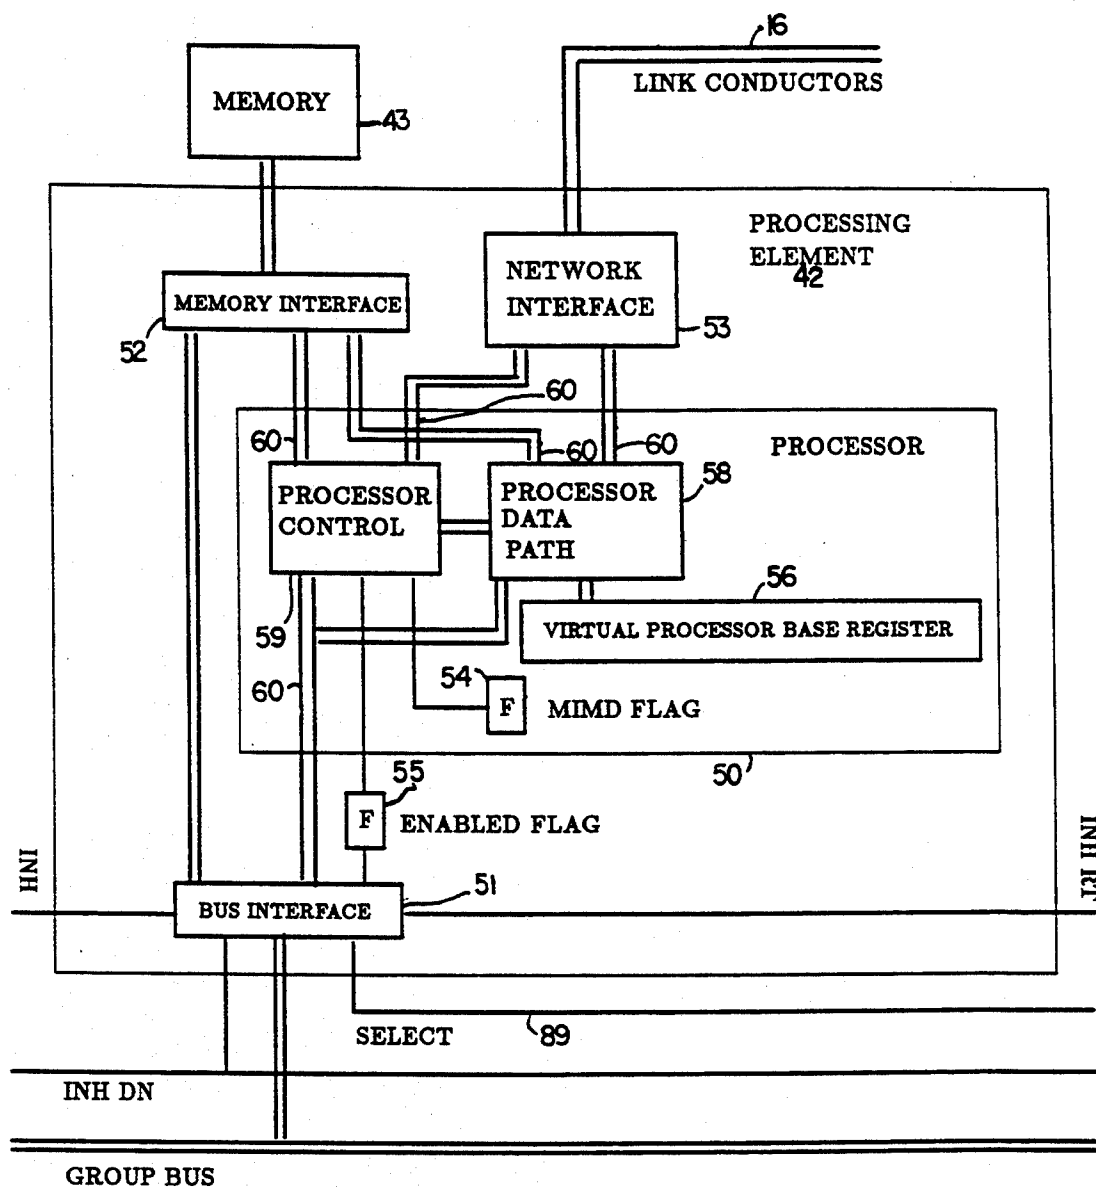 16
LINK CONDUCTORS
MEMORY
43
PROCESSING
ELEMENT
42
NETWORK
INTERFACE
53
MEMORY INTERFACE
52
60
60
60
60
PROCESSOR
58
PROCESSOR
CONTROL
PROCESSOR
DATA
PATH
56
59
VIRTUAL PROCESSOR BASE REGISTER
54
60
F
MIMD FLAG
50
55
F
ENABLED FLAG
INH
INH RT
51
BUS INTERFACE
SELECT
89
INH DN
GROUP BUS